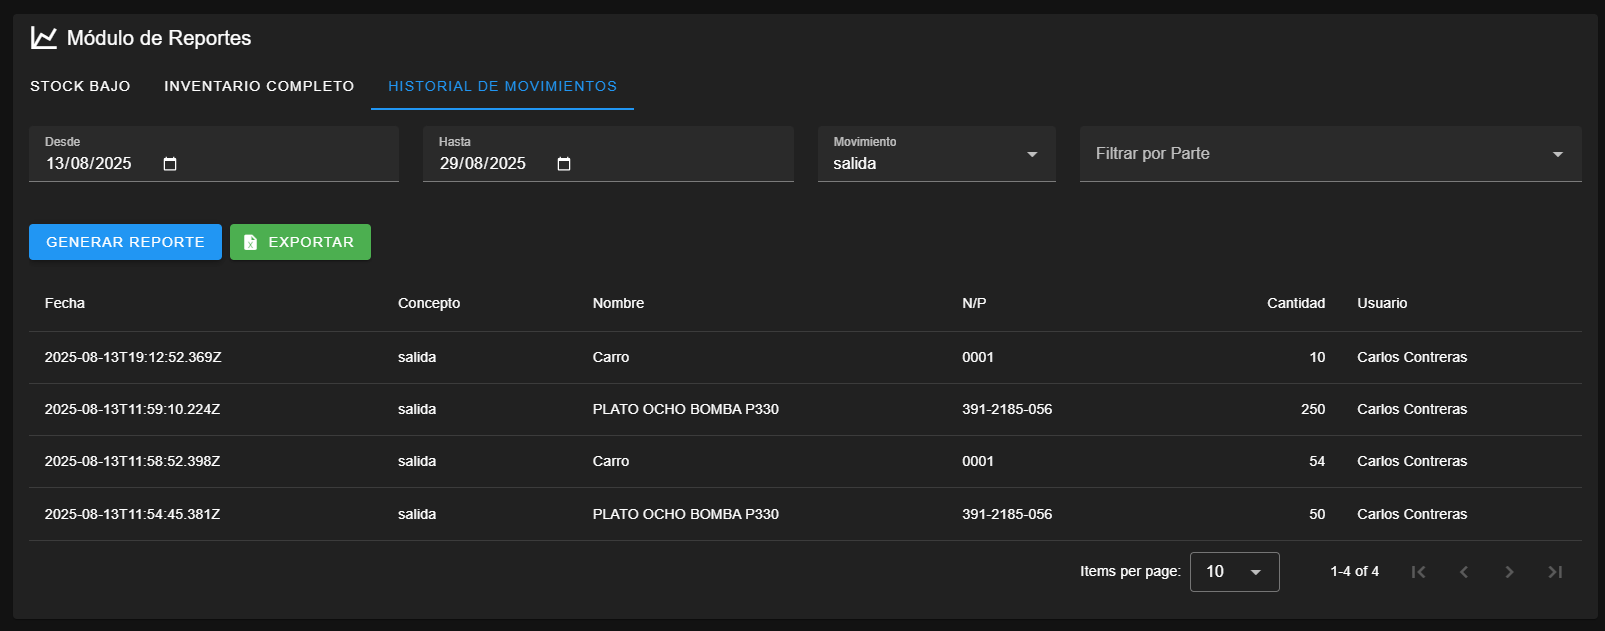 Módulo de Reportes
STOCK BAJO INVENTARIO COMPLETO HISTORIAL DE MOVIMIENTOS
Desde Hasta Movimiento
13/08/2025 29/08/2025 salida Filtrar por Parte
GENERAR REPORTE EXPORTAR
Fecha Concepto Nombre N/P Cantidad Usuario
2025-08-13T19:12:52.369Z salida Carro 0001 10 Carlos Contreras
2025-08-13T11:59:10.224Z salida PLATO OCHO BOMBA P330 391-2185-056 250 Carlos Contreras
2025-08-13T11:58:52.398Z salida Carro 0001 54 Carlos Contreras
2025-08-13T11:54:45.381Z salida PLATO OCHO BOMBA P330 391-2185-056 50 Carlos Contreras
Items per page: 10 1-4 of 4